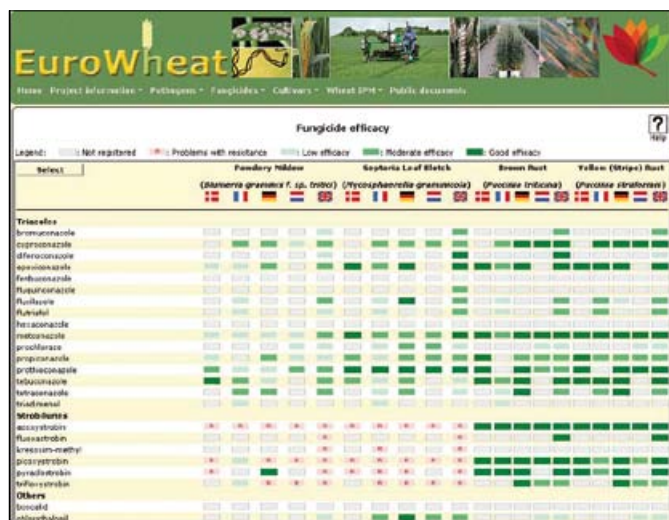 EuroWheat
Home Project information Pathogens Fungicides Cultivars Wheat IPM Public documents
Fungicide efficacy
?
Help
Legend: : Not registered : Problems with resistance : Low efficacy : Moderate efficacy : Good efficacy
Select Powdery Mildew Septoria Leaf Blotch Brown Rust Yellow (Stripe) Rust
(Blumeria graminis f. sp. tritici) (Mycosphaerella graminicola) (Puccinia triticina) (Puccinia striiformis)
Triazoles
bromuconazole
cyproconazole
difenoconazole
epoxiconazole
fenbuconazole
fluquinconazole
flusilazole
flutriafol
hexaconazole
metconazole
prochloraze
propiconazole
prothioconazole
tebuconazole
tetraconazole
triadimenol
Strobilurins
azoxystrobin
fluoxastrobin
kresoxim-methyl
picoxystrobin
pyraclostrobin
trifloxystrobin
Others
boscalid
chlorothalonil